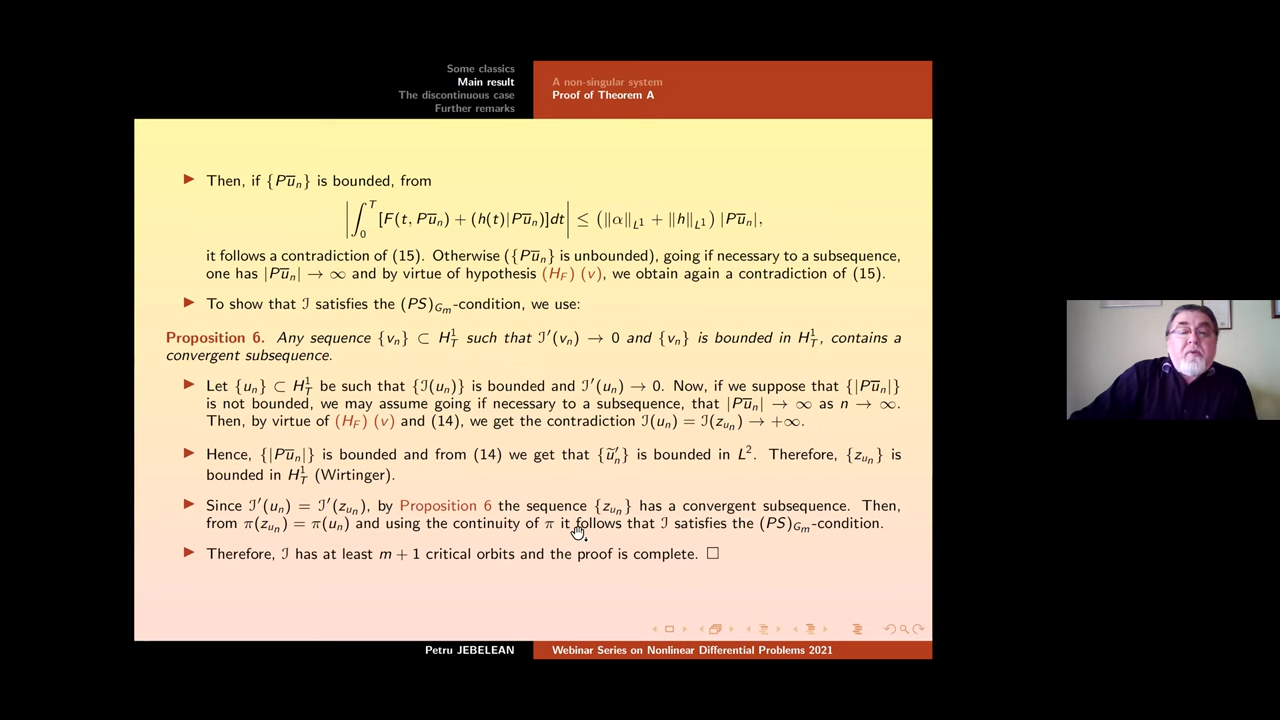 Some classics
Main result
The discontinuous case
Further remarks
A non-singular system
Proof of Theorem A
▶ Then, if {Pū_n} is bounded, from
|∫_0^T [F(t, Pū_n) + (h(t)|Pū_n)]dt| ≤ (‖α‖_{L^1} + ‖h‖_{L^1}) |Pū_n|,
it follows a contradiction of (15). Otherwise ({Pū_n} is unbounded), going if necessary to a subsequence,
one has |Pū_n| → ∞ and by virtue of hypothesis (H_F) (v), we obtain again a contradiction of (15).
▶ To show that ℐ satisfies the (PS)_{G_m}-condition, we use:
Proposition 6. Any sequence {v_n} ⊂ H^1_T such that ℐ′(v_n) → 0 and {v_n} is bounded in H^1_T, contains a
convergent subsequence.
▶ Let {u_n} ⊂ H^1_T be such that {ℐ(u_n)} is bounded and ℐ′(u_n) → 0. Now, if we suppose that {|Pū_n|}
is not bounded, we may assume going if necessary to a subsequence, that |Pū_n| → ∞ as n → ∞.
Then, by virtue of (H_F) (v) and (14), we get the contradiction ℐ(u_n) = ℐ(z_{u_n}) → +∞.
▶ Hence, {|Pū_n|} is bounded and from (14) we get that {ũ′_n} is bounded in L^2. Therefore, {z_{u_n}} is
bounded in H^1_T (Wirtinger).
▶ Since ℐ′(u_n) = ℐ′(z_{u_n}), by Proposition 6 the sequence {z_{u_n}} has a convergent subsequence. Then,
from π(z_{u_n}) = π(u_n) and using the continuity of π it follows that ℐ satisfies the (PS)_{G_m}-condition.
▶ Therefore, ℐ has at least m + 1 critical orbits and the proof is complete. □
Petru JEBELEAN
Webinar Series on Nonlinear Differential Problems 2021